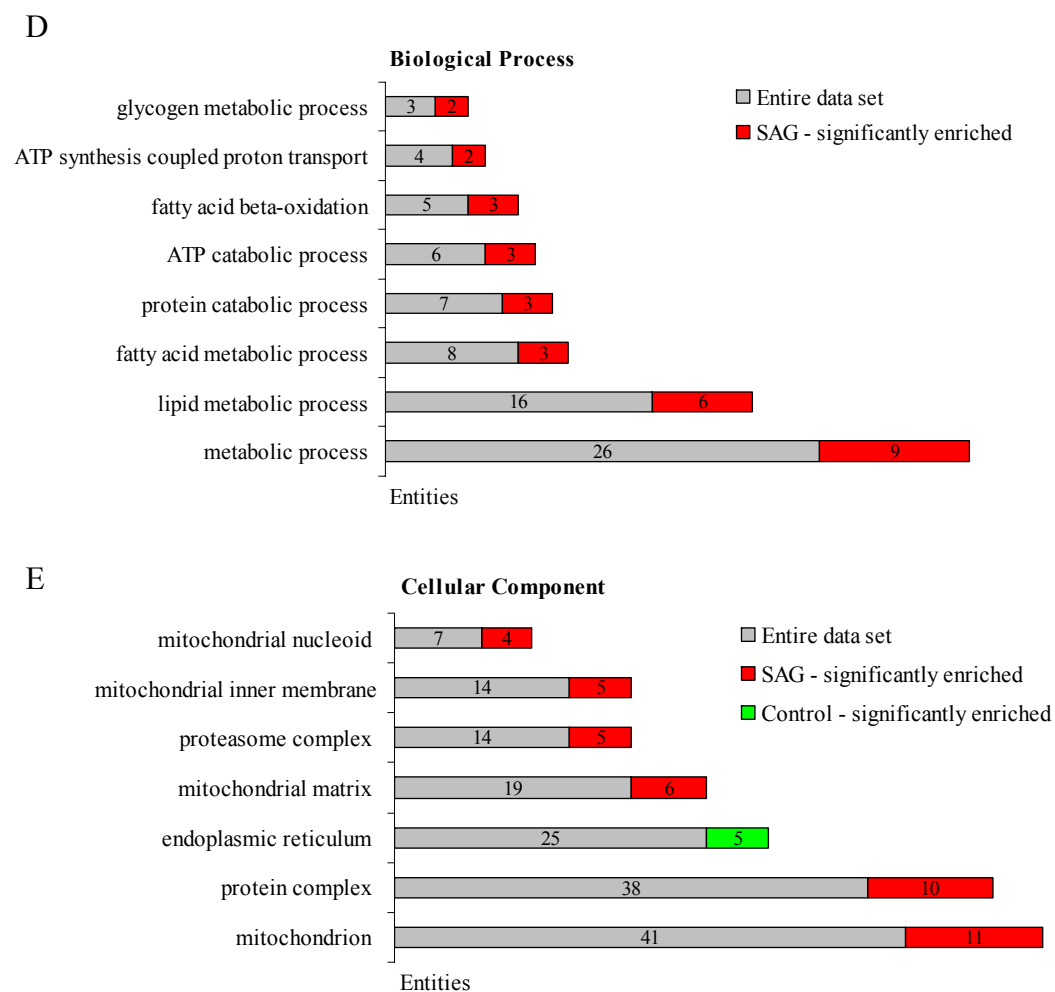 D
Biological Process
Entire data set
SAG - significantly enriched
glycogen metabolic process 3 2
ATP synthesis coupled proton transport 4 2
fatty acid beta-oxidation 5 3
ATP catabolic process 6 3
protein catabolic process 7 3
fatty acid metabolic process 8 3
lipid metabolic process 16 6
metabolic process 26 9
Entities
E
Cellular Component
Entire data set
SAG - significantly enriched
Control - significantly enriched
mitochondrial nucleoid 7 4
mitochondrial inner membrane 14 5
proteasome complex 14 5
mitochondrial matrix 19 6
endoplasmic reticulum 25 5
protein complex 38 10
mitochondrion 41 11
Entities